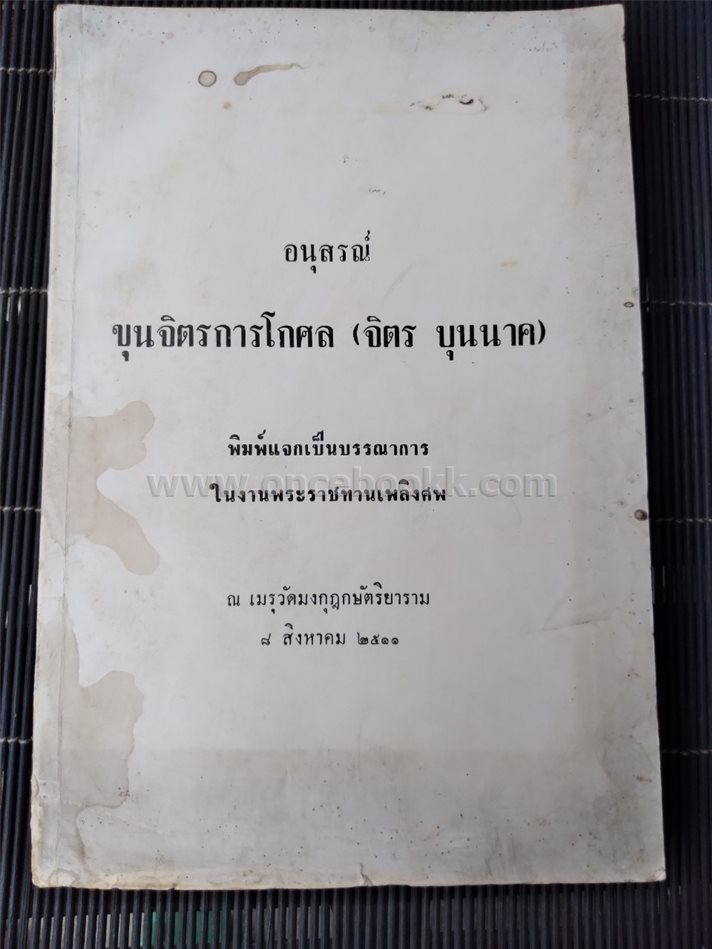 อนุสรณ์
ขุนจิตรการโกศล (จิตร บุนนาค)
พิมพ์แจกเป็นบรรณาการ
www.oncebookk.com
ในงานพระราชทานเพลิงศพ
ณ เมรุวัดมงกุฎกษัตริยาราม
๘ สิงหาคม ๒๕๑๑